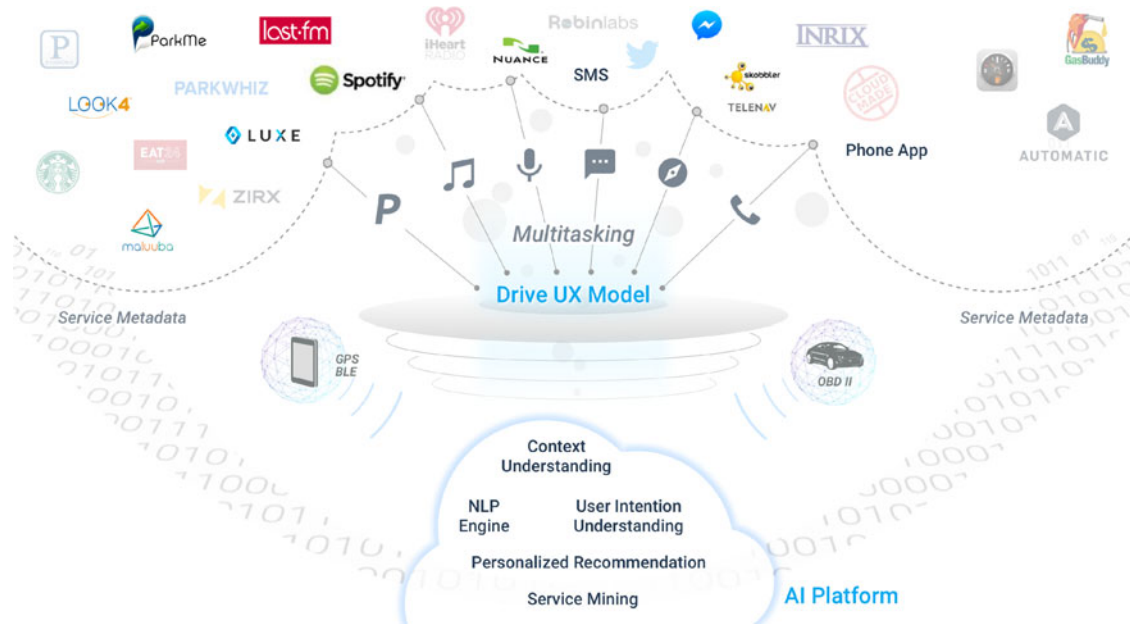 P
ParkMe
last.fm
iHeart
RADIO
NUANCE
Robinlabs
SMS
INRIX
GasBuddy
LOOK4
PARKWHIZ
Spotify
skobbler
TELENAV
CLOUD
MADE
LUXE
EAT24
ZIRX
maluuba
Phone App
AUTOMATIC
P
Multitasking
Drive UX Model
Service Metadata
Service Metadata
GPS
BLE
OBD II
Context
Understanding
NLP
Engine
User Intention
Understanding
Personalized Recommendation
Service Mining
AI Platform